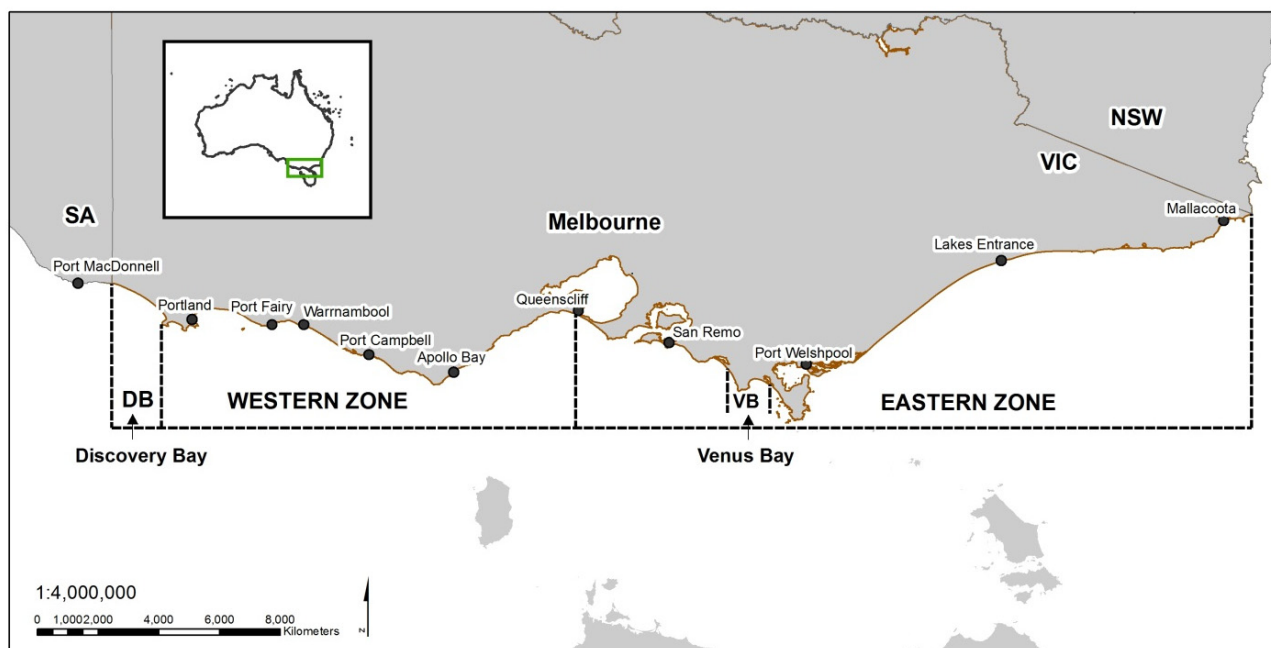 NSW
VIC
SA
Mallacoota
Melbourne
Lakes Entrance
Port MacDonnell
Portland
Port Fairy
Warrnambool
Queenscliff
San Remo
Port Campbell
Apollo Bay
Port Welshpool
DB
WESTERN ZONE
VB
EASTERN ZONE
Discovery Bay
Venus Bay
1:4,000,000
0 1,000 2,000 4,000 6,000 8,000
Kilometers
N